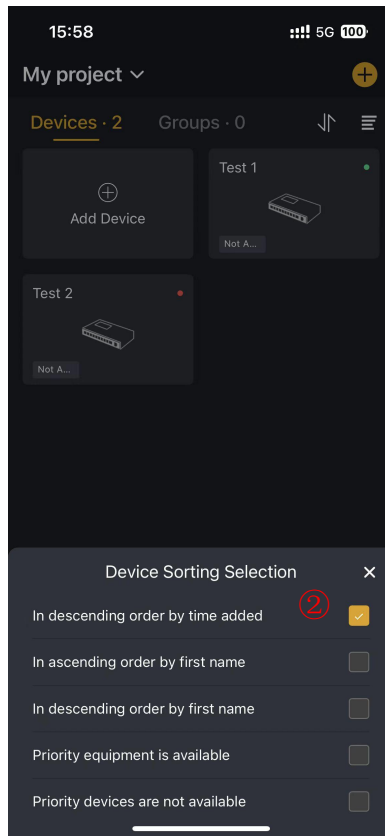 15:58
5G 100
My project
Devices · 2
Groups · 0
Add Device
Test 1
Not A...
Test 2
Not A...
Device Sorting Selection
②
In descending order by time added
In ascending order by first name
In descending order by first name
Priority equipment is available
Priority devices are not available